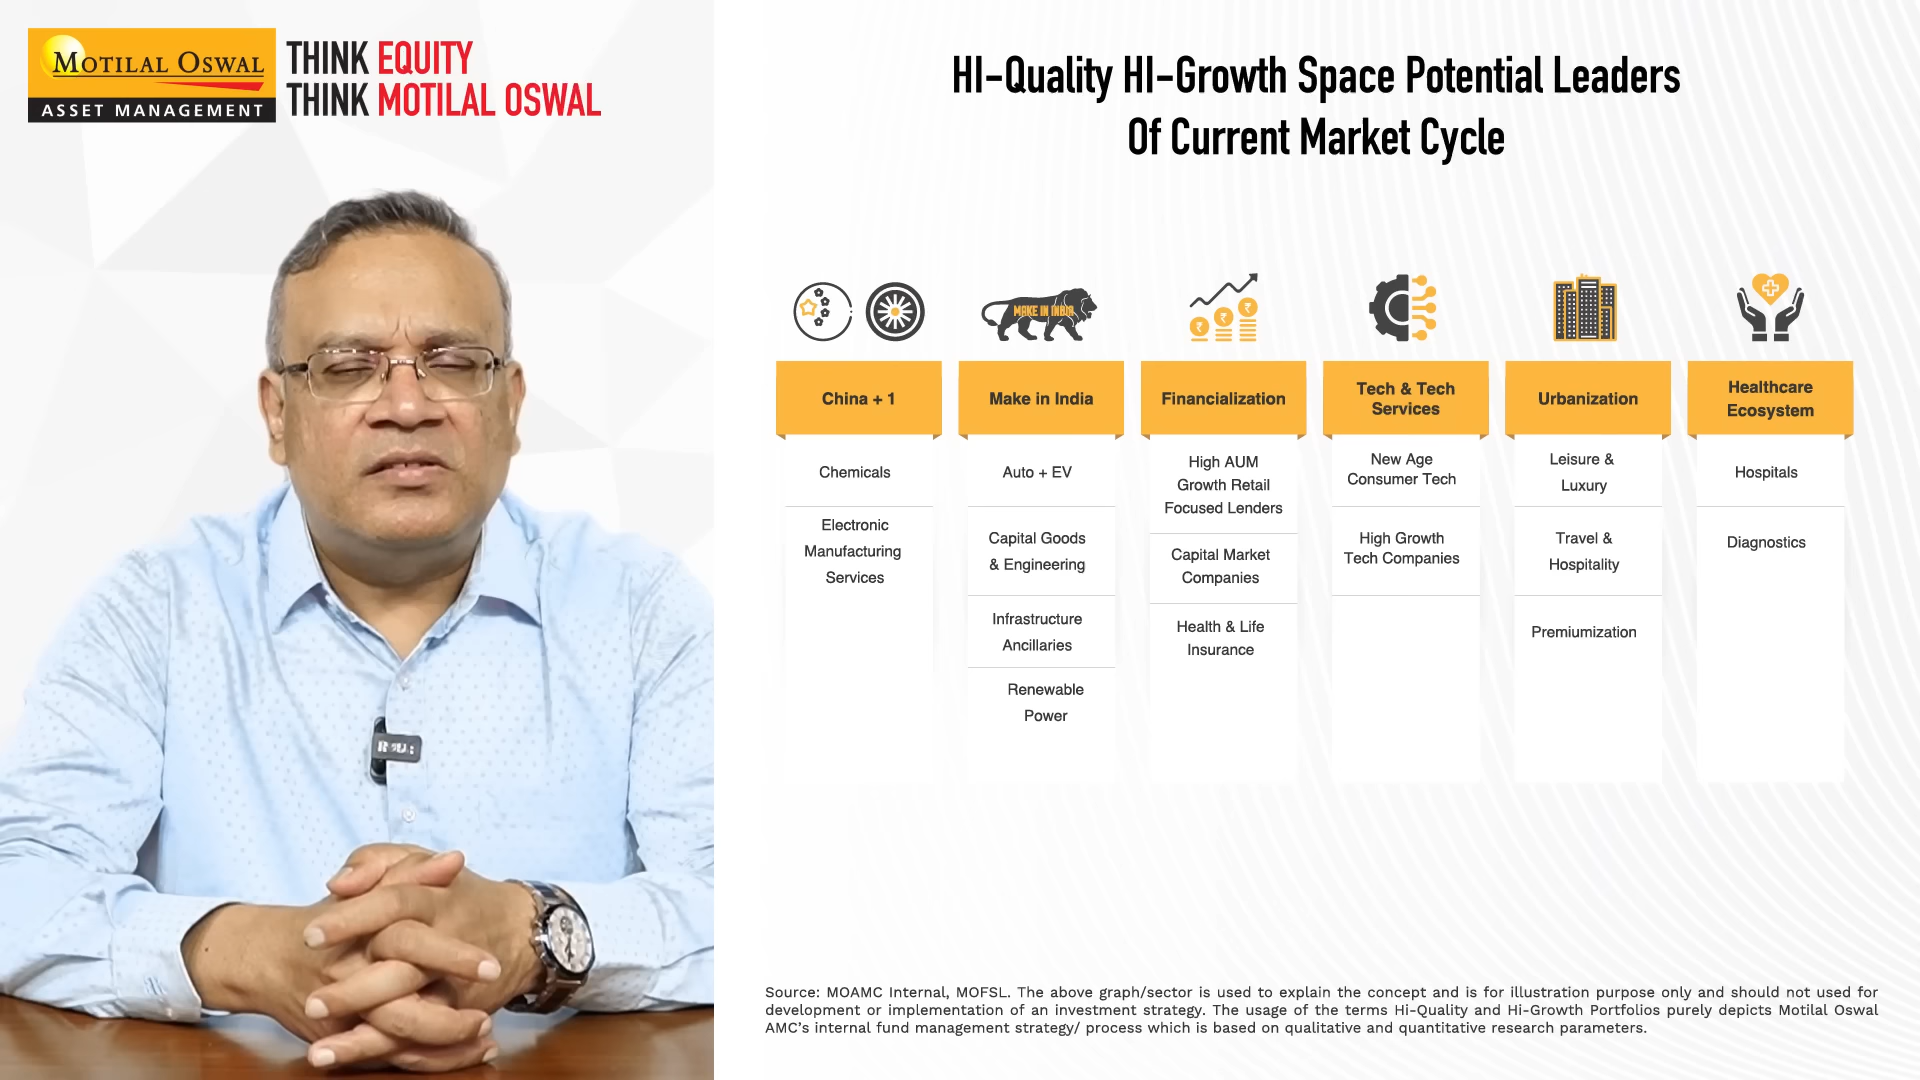 MOTILAL OSWAL
ASSET MANAGEMENT
THINK EQUITY
THINK MOTILAL OSWAL
HI-Quality HI-Growth Space Potential Leaders
Of Current Market Cycle
MAKE IN INDIA
China + 1
Chemicals
Electronic
Manufacturing
Services
Make in India
Auto + EV
Capital Goods
& Engineering
Infrastructure
Ancillaries
Renewable
Power
Financialization
High AUM
Growth Retail
Focused Lenders
Capital Market
Companies
Health & Life
Insurance
Tech & Tech
Services
New Age
Consumer Tech
High Growth
Tech Companies
Urbanization
Leisure &
Luxury
Travel &
Hospitality
Premiumization
Healthcare
Ecosystem
Hospitals
Diagnostics
Source: MOAMC Internal, MOFSL. The above graph/sector is used to explain the concept and is for illustration purpose only and should not used for
development or implementation of an investment strategy. The usage of the terms Hi-Quality and Hi-Growth Portfolios purely depicts Motilal Oswal
AMC's internal fund management strategy/ process which is based on qualitative and quantitative research parameters.